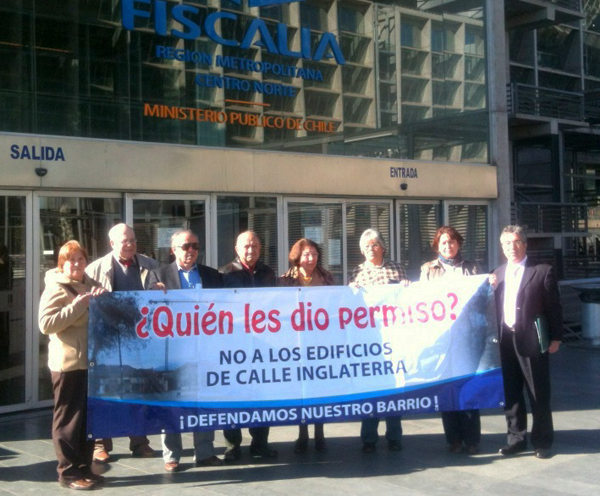 FISCALIA
REGION METROPOLITANA
CENTRO NORTE
MINISTERIO PUBLICO DE CHILE
SALIDA
ENTRADA
¿Quién les dio permiso?
NO A LOS EDIFICIOS
DE CALLE INGLATERRA
¡DEFENDAMOS NUESTRO BARRIO!